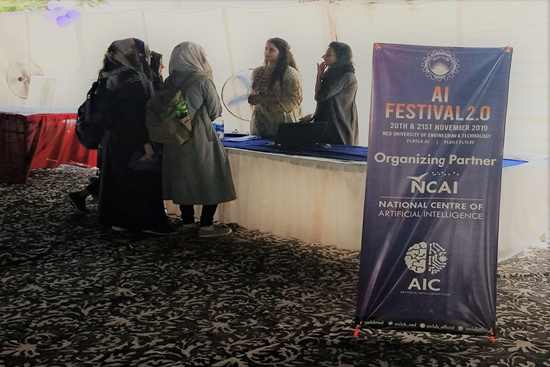 AI
FESTIVAL 2.0
20TH & 21ST NOVEMBER 2019
NED UNIVERSITY OF ENGINEERING & TECHNOLOGY
Organizing Partner
NCAI
NATIONAL CENTRE OF
ARTIFICIAL INTELLIGENCE
AIC